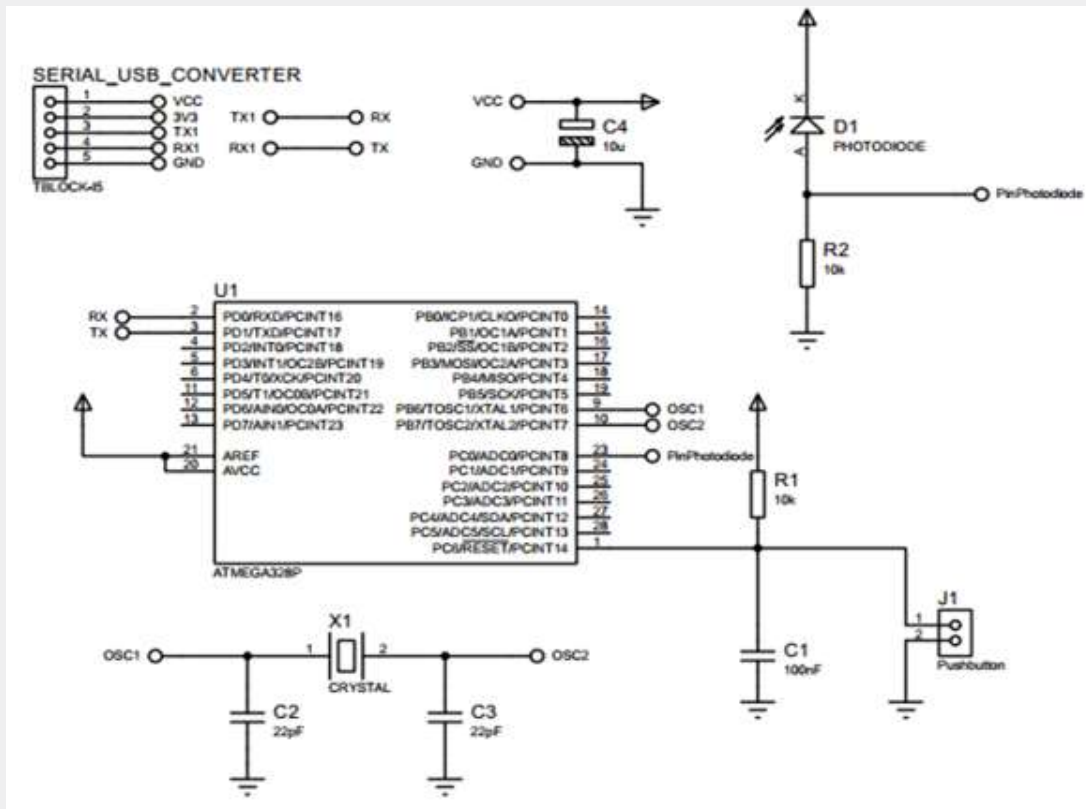 SERIAL_USB_CONVERTER
1 VCC
2 3V3
3 TX1
4 RX1
5 GND
TBLOCK-I5
TX1 RX
RX1 TX
VCC
GND
C4
10u
K
A
D1
PHOTODIODE
PinPhotodiode
R2
10k
U1
RX 2 PD0/RXD/PCINT16
TX 3 PD1/TXD/PCINT17
4 PD2/INT0/PCINT18
5 PD3/INT1/OC2B/PCINT19
6 PD4/T0/XCK/PCINT20
11 PD5/T1/OC0B/PCINT21
12 PD6/AIN0/OC0A/PCINT22
13 PD7/AIN1/PCINT23
21 AREF
20 AVCC
PB0/ICP1/CLKO/PCINT0 14
PB1/OC1A/PCINT1 15
PB2/SS/OC1B/PCINT2 16
PB3/MOSI/OC2A/PCINT3 17
PB4/MISO/PCINT4 18
PB5/SCK/PCINT5 19
PB6/TOSC1/XTAL1/PCINT6 9 OSC1
PB7/TOSC2/XTAL2/PCINT7 10 OSC2
PC0/ADC0/PCINT8 23 PinPhotodiode
PC1/ADC1/PCINT9 24
PC2/ADC2/PCINT10 25
PC3/ADC3/PCINT11 26
PC4/ADC4/SDA/PCINT12 27
PC5/ADC5/SCL/PCINT13 28
PC6/RESET/PCINT14 1
ATMEGA328P
R1
10k
C1
100nF
J1
1
2
Pushbutton
X1
OSC1 1 2 OSC2
CRYSTAL
C2
22pF
C3
22pF